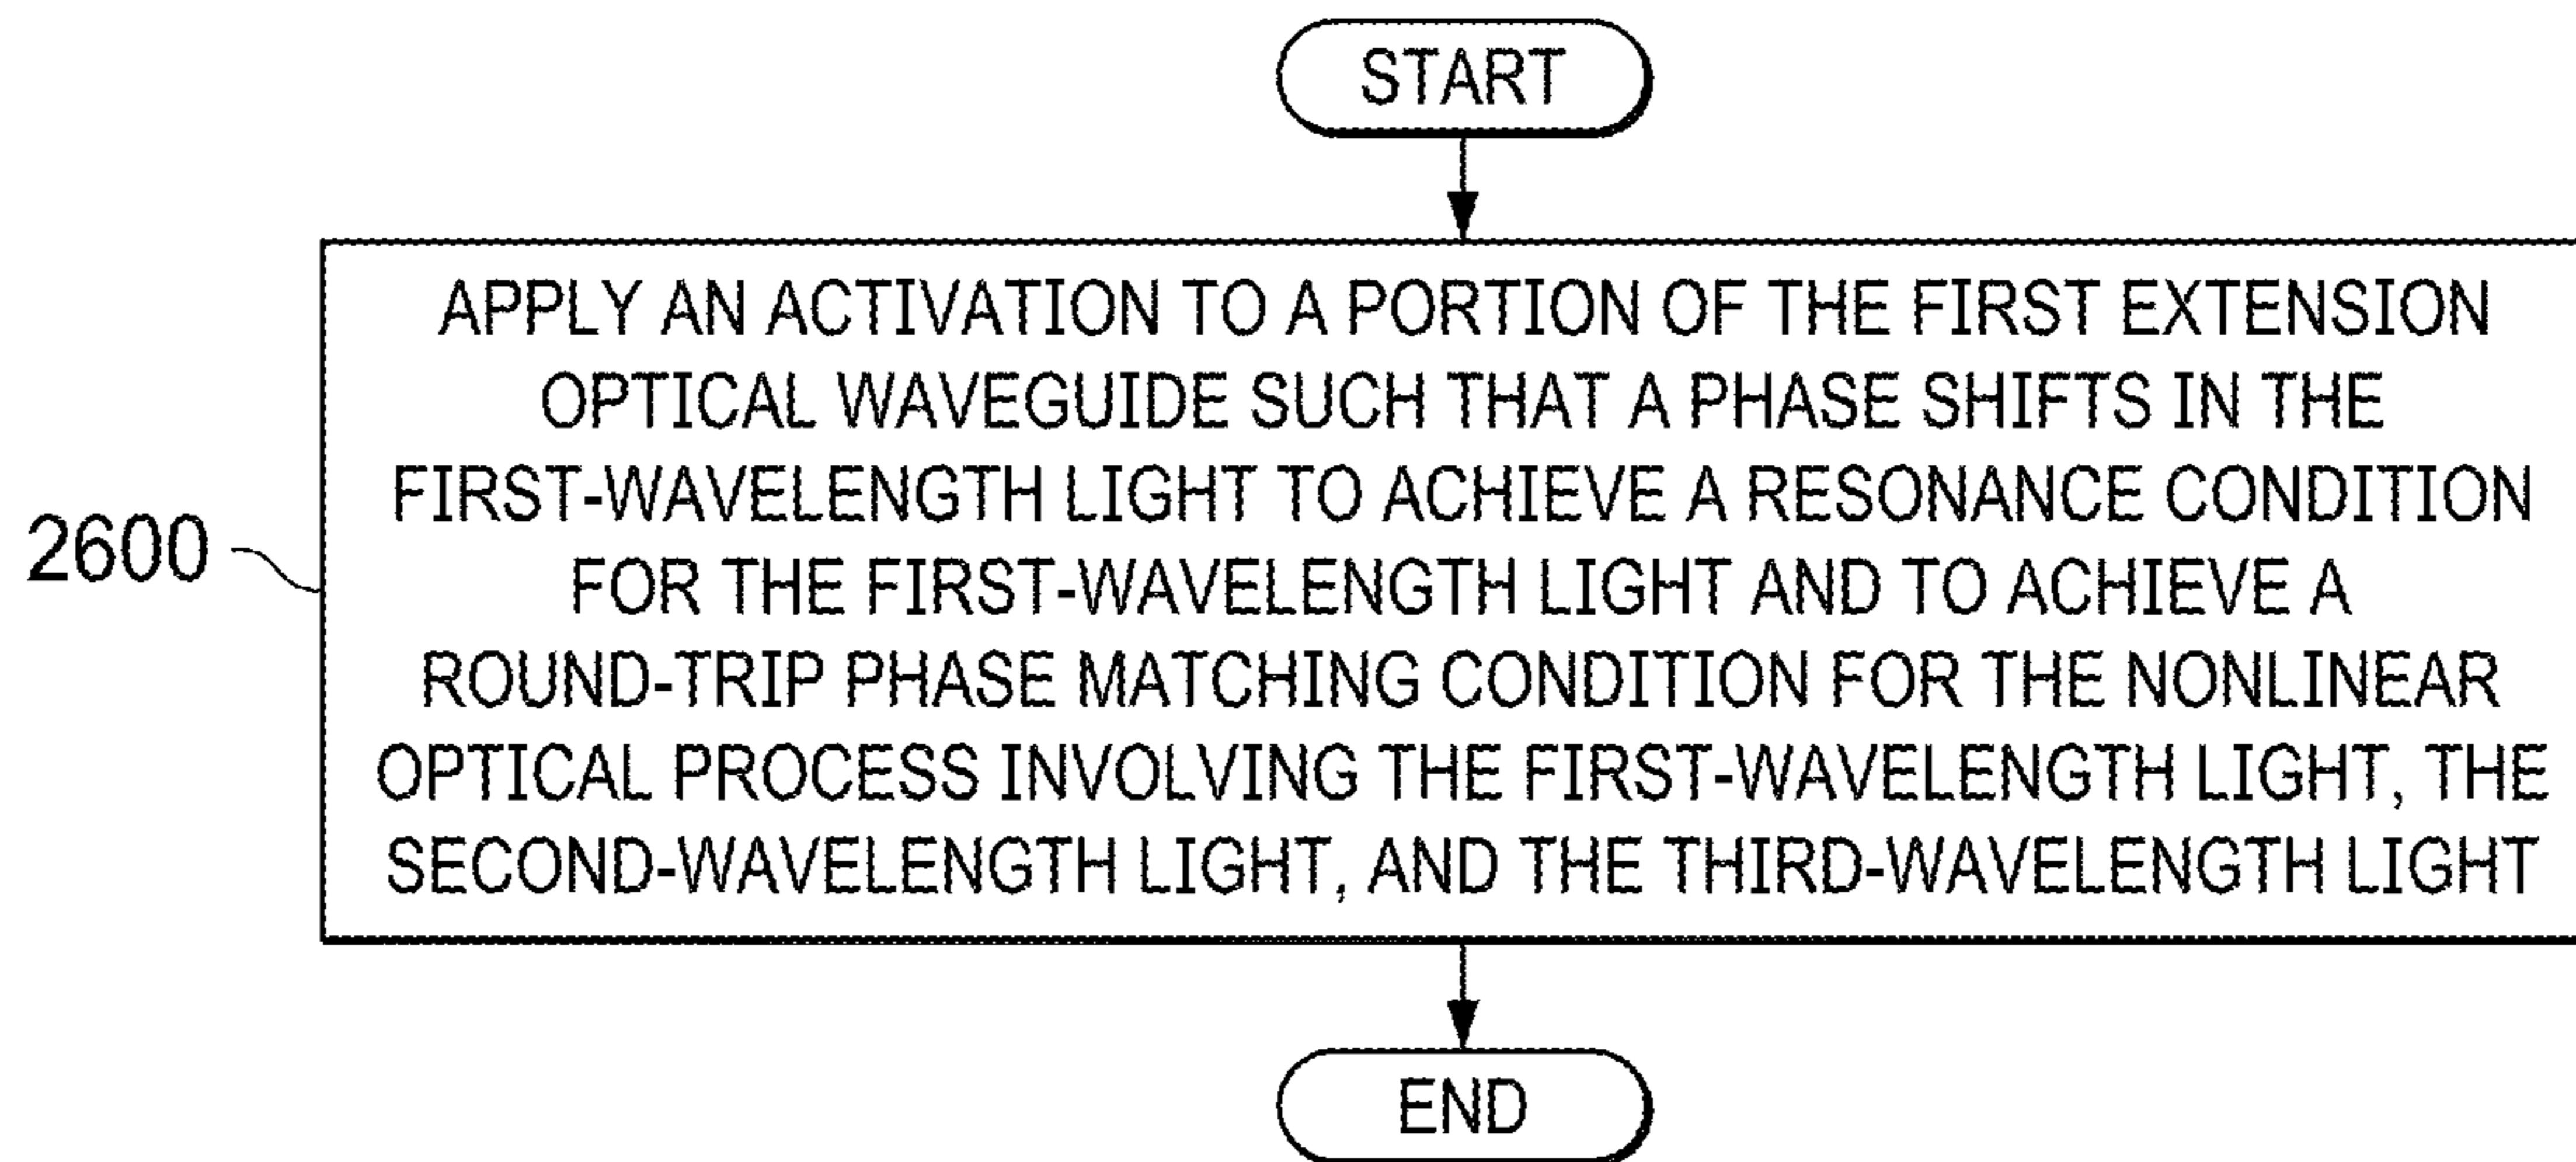 START
APPLY AN ACTIVATION TO A PORTION OF THE FIRST EXTENSION
OPTICAL WAVEGUIDE SUCH THAT A PHASE SHIFTS IN THE
FIRST-WAVELENGTH LIGHT TO ACHIEVE A RESONANCE CONDITION
FOR THE FIRST-WAVELENGTH LIGHT AND TO ACHIEVE A
ROUND-TRIP PHASE MATCHING CONDITION FOR THE NONLINEAR
OPTICAL PROCESS INVOLVING THE FIRST-WAVELENGTH LIGHT, THE
SECOND-WAVELENGTH LIGHT, AND THE THIRD-WAVELENGTH LIGHT
2600
END